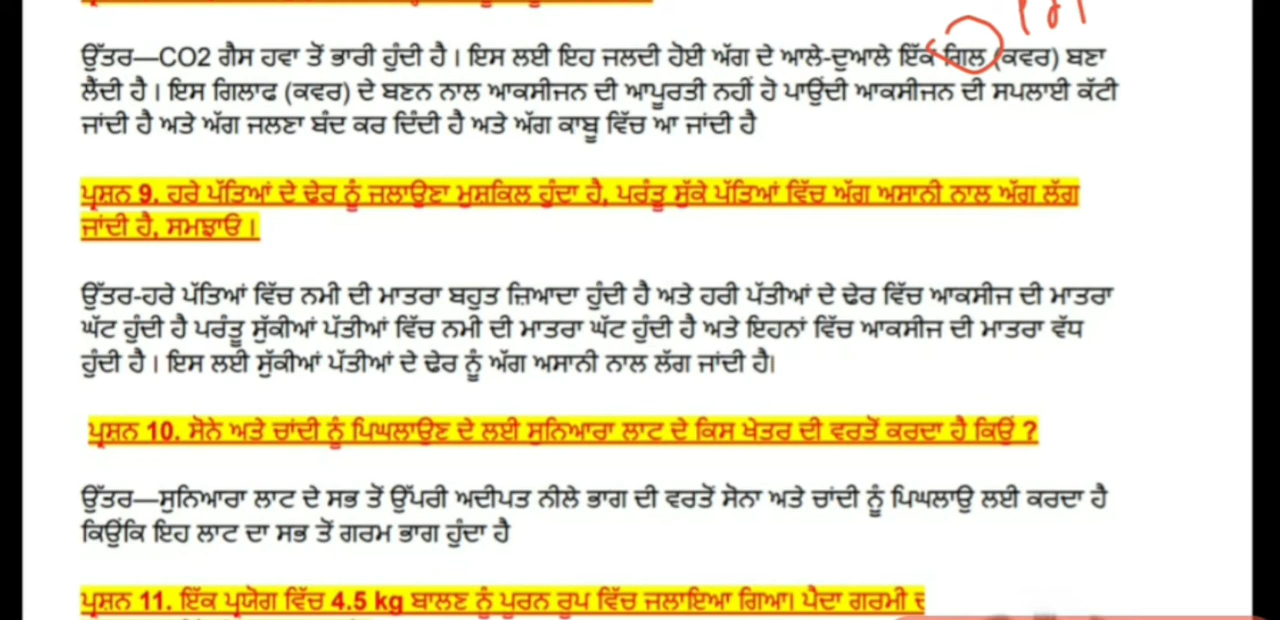 ਉੱਤਰ—CO2 ਗੈਸ ਹਵਾ ਤੋਂ ਭਾਰੀ ਹੁੰਦੀ ਹੈ । ਇਸ ਲਈ ਇਹ ਜਲਦੀ ਹੋਈ ਅੱਗ ਦੇ ਆਲੇ-ਦੁਆਲੇ ਇੱਕ ਗਿਲ (ਕਵਰ) ਬਣਾ
ਲੈਂਦੀ ਹੈ । ਇਸ ਗਿਲਾਫ (ਕਵਰ) ਦੇ ਬਣਨ ਨਾਲ ਆਕਸੀਜਨ ਦੀ ਆਪੂਰਤੀ ਨਹੀਂ ਹੋ ਪਾਉਂਦੀ ਆਕਸੀਜਨ ਦੀ ਸਪਲਾਈ ਕੱਟੀ
ਜਾਂਦੀ ਹੈ ਅਤੇ ਅੱਗ ਜਲਣਾ ਬੰਦ ਕਰ ਦਿੰਦੀ ਹੈ ਅਤੇ ਅੱਗ ਕਾਬੂ ਵਿੱਚ ਆ ਜਾਂਦੀ ਹੈ
ਪ੍ਰਸ਼ਨ 9. ਹਰੇ ਪੱਤਿਆਂ ਦੇ ਢੇਰ ਨੂੰ ਜਲਾਉਣਾ ਮੁਸ਼ਕਿਲ ਹੁੰਦਾ ਹੈ, ਪਰੰਤੂ ਸੁੱਕੇ ਪੱਤਿਆਂ ਵਿੱਚ ਅੱਗ ਅਸਾਨੀ ਨਾਲ ਅੱਗ ਲੱਗ
ਜਾਂਦੀ ਹੈ, ਸਮਝਾਓ ।
ਉੱਤਰ-ਹਰੇ ਪੱਤਿਆਂ ਵਿੱਚ ਨਮੀ ਦੀ ਮਾਤਰਾ ਬਹੁਤ ਜ਼ਿਆਦਾ ਹੁੰਦੀ ਹੈ ਅਤੇ ਹਰੀ ਪੱਤੀਆਂ ਦੇ ਢੇਰ ਵਿੱਚ ਆਕਸੀਜ ਦੀ ਮਾਤਰਾ
ਘੱਟ ਹੁੰਦੀ ਹੈ ਪਰੰਤੂ ਸੁੱਕੀਆਂ ਪੱਤੀਆਂ ਵਿੱਚ ਨਮੀ ਦੀ ਮਾਤਰਾ ਘੱਟ ਹੁੰਦੀ ਹੈ ਅਤੇ ਇਹਨਾਂ ਵਿੱਚ ਆਕਸੀਜ ਦੀ ਮਾਤਰਾ ਵੱਧ
ਹੁੰਦੀ ਹੈ । ਇਸ ਲਈ ਸੁੱਕੀਆਂ ਪੱਤੀਆਂ ਦੇ ਢੇਰ ਨੂੰ ਅੱਗ ਅਸਾਨੀ ਨਾਲ ਲੱਗ ਜਾਂਦੀ ਹੈ।
ਪ੍ਰਸ਼ਨ 10. ਸੋਨੇ ਅਤੇ ਚਾਂਦੀ ਨੂੰ ਪਿਘਲਾਉਣ ਦੇ ਲਈ ਸੁਨਿਆਰਾ ਲਾਟ ਦੇ ਕਿਸ ਖੇਤਰ ਦੀ ਵਰਤੋਂ ਕਰਦਾ ਹੈ ਕਿਉਂ ?
ਉੱਤਰ—ਸੁਨਿਆਰਾ ਲਾਟ ਦੇ ਸਭ ਤੋਂ ਉੱਪਰੀ ਅਦੀਪਤ ਨੀਲੇ ਭਾਗ ਦੀ ਵਰਤੋਂ ਸੋਨਾ ਅਤੇ ਚਾਂਦੀ ਨੂੰ ਪਿਘਲਾਉ ਲਈ ਕਰਦਾ ਹੈ
ਕਿਉਂਕਿ ਇਹ ਲਾਟ ਦਾ ਸਭ ਤੋਂ ਗਰਮ ਭਾਗ ਹੁੰਦਾ ਹੈ
ਪ੍ਰਸ਼ਨ 11. ਇੱਕ ਪ੍ਰਯੋਗ ਵਿੱਚ 4.5 kg ਬਾਲਣ ਨੂੰ ਪੂਰਨ ਰੂਪ ਵਿੱਚ ਜਲਾਇਆ ਗਿਆ। ਪੈਦਾ ਗਰਮੀ ਦ